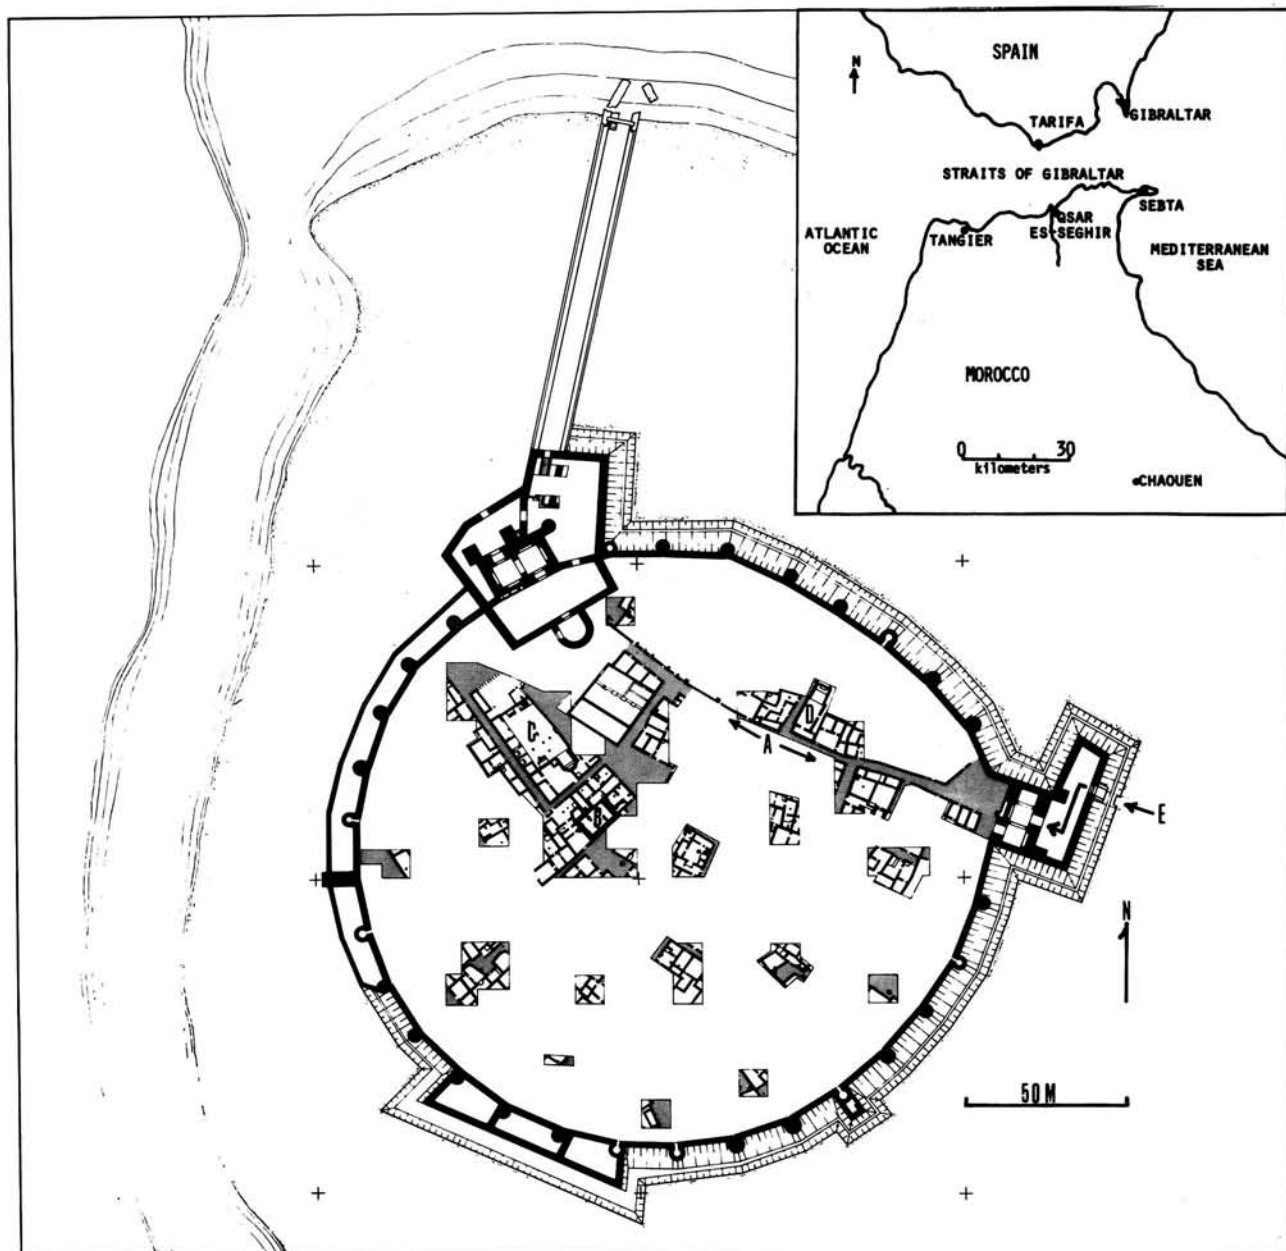 SPAIN
N
GIBRALTAR
TARIFA
STRAITS OF GIBRALTAR
SEBTA
QSAR
ES-SEGHIR
ATLANTIC
OCEAN
TANGIER
MEDITERRANEAN
SEA
MOROCCO
0 30
kilometers
CHAOUEN
D
C
A
B
E
N
50 M